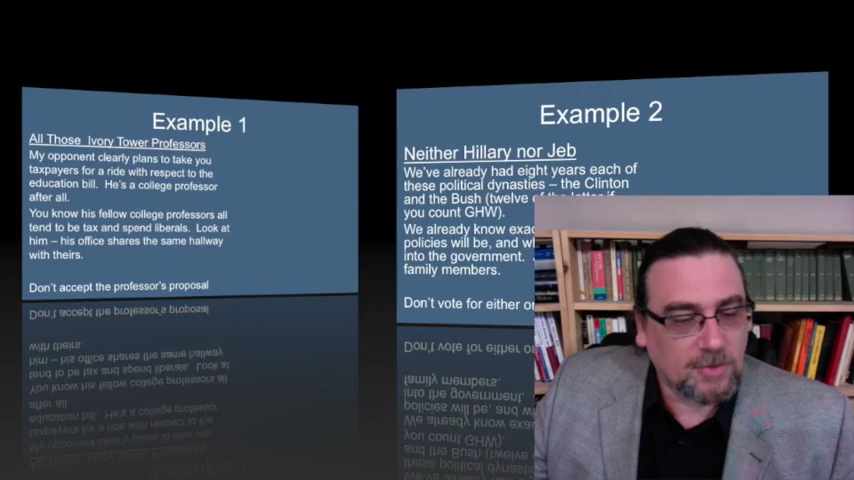 Example 1
All Those Ivory Tower Professors
My opponent clearly plans to take you
taxpayers for a ride with respect to the
education bill. He's a college professor
after all.
You know his fellow college professors all
tend to be tax and spend liberals. Look at
him – his office shares the same hallway
with theirs.
Don't accept the professor's proposal
Example 2
Neither Hillary nor Jeb
We've already had eight years each of
these political dynasties – the Clinton
and the Bush (twelve of the latter if
you count GHW).
We already know
policies will be, and
into the government.
family members.
Don't vote for either